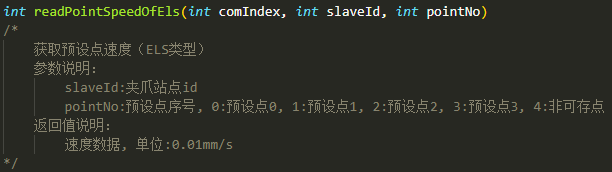 int readPointSpeedOfEls(int comIndex, int slaveId, int pointNo)
/*
获取预设点速度（ELS类型）
参数说明：
slaveId:夹爪站点id
pointNo:预设点序号, 0:预设点0, 1:预设点1, 2:预设点2, 3:预设点3, 4:非可存点
返回值说明：
速度数据, 单位:0.01mm/s
*/